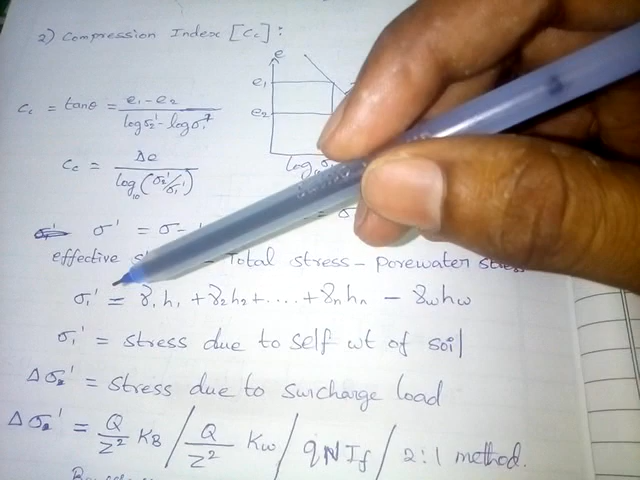 2) Compression Index [Cc] :
e
e1
e2
Cc = tanθ = e1 - e2 / logσ2' - logσ1'
Cc = Δe / log10 (σ2'/σ1')
log10
σ' = σ -
= σ
effective - Total stress - porewater stress
σ1' = γ1h1 + γ2h2 + .... + γnhn - γwhw
σ1' = stress due to self wt of soil
Δσ2' = stress due to surcharge load
Δσ2' = Q/Z² KB / Q/Z² Kw / qNIf / 2:1 method.